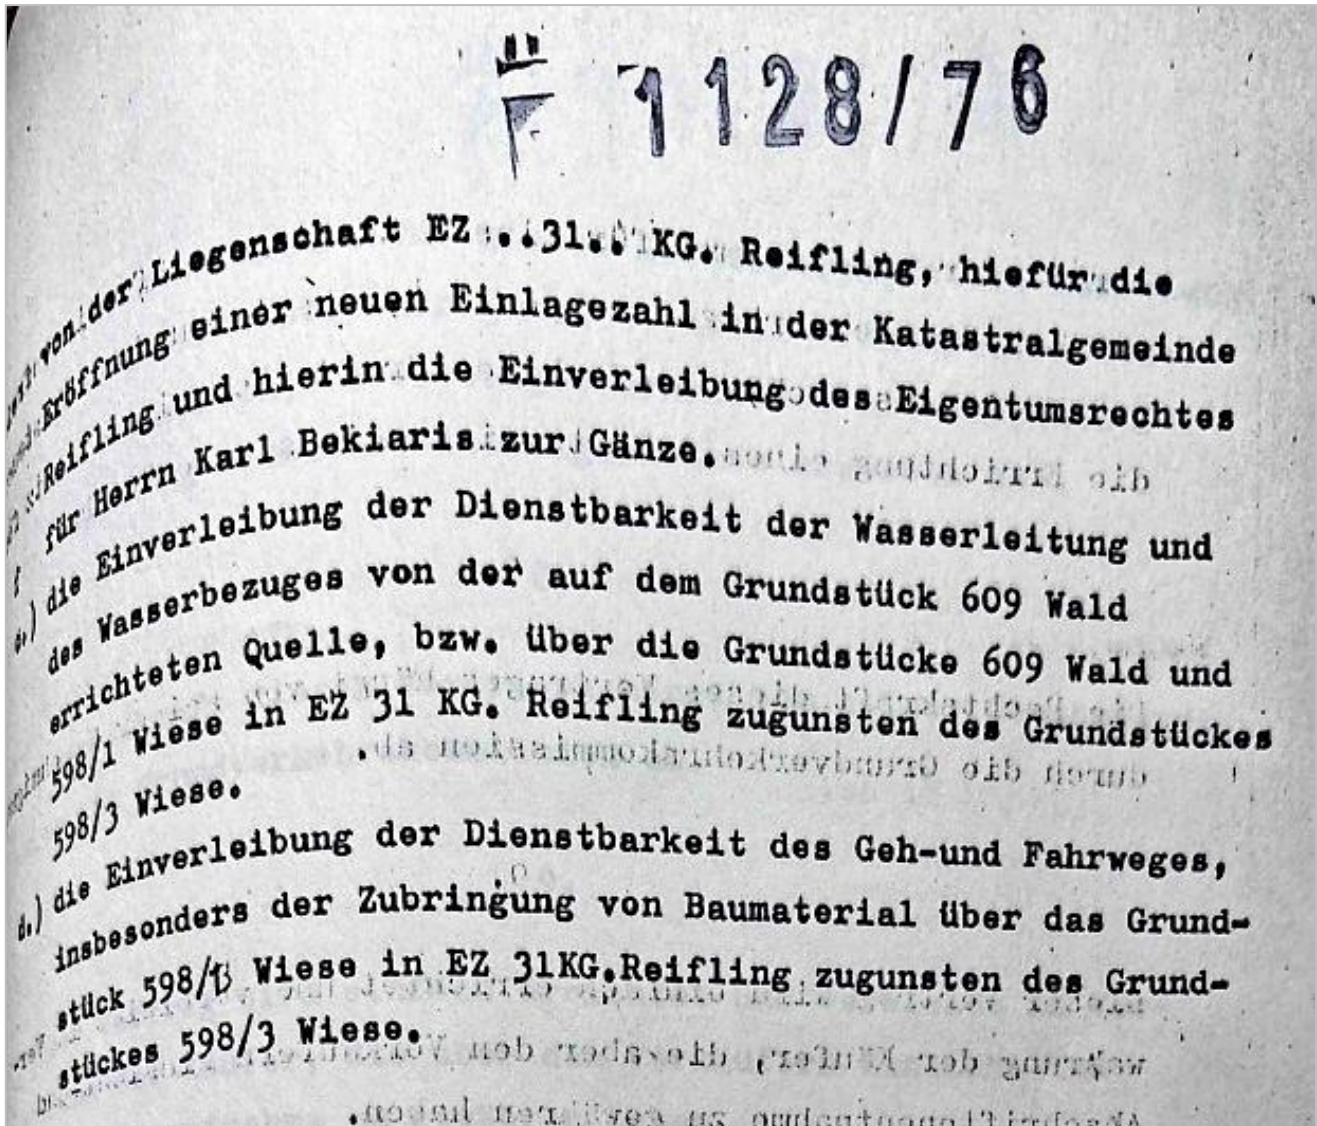 1128/76
von der Liegenschaft EZ ..31.. KG. Reifling, hiefür die
Eröffnung einer neuen Einlagezahl in der Katastralgemeinde
Reifling und hierin die Einverleibung des Eigentumsrechtes
für Herrn Karl Bekiaris zur Gänze.
die Einverleibung der Dienstbarkeit der Wasserleitung und
des Wasserbezuges von der auf dem Grundstück 609 Wald
errichteten Quelle, bzw. über die Grundstücke 609 Wald und
598/1 Wiese in EZ 31 KG. Reifling zugunsten des Grundstückes
598/3 Wiese.
d.) die Einverleibung der Dienstbarkeit des Geh-und Fahrweges,
insbesonders der Zubringung von Baumaterial über das Grund-
stück 598/1 Wiese in EZ 31KG.Reifling zugunsten des Grund-
stückes 598/3 Wiese.